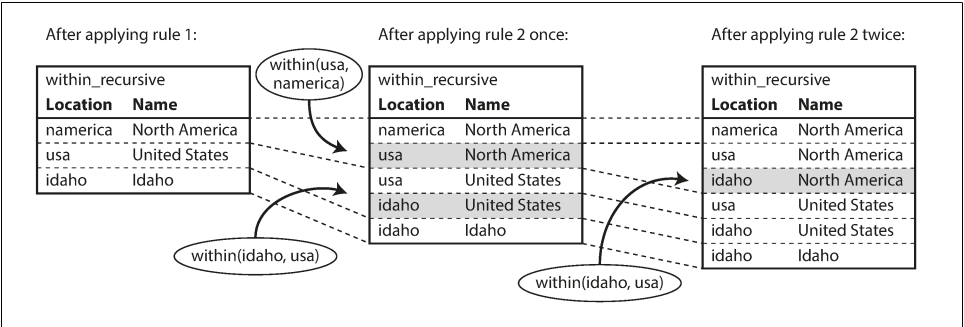 After applying rule 1:
After applying rule 2 once:
After applying rule 2 twice:
within(usa,
namerica)
within_recursive
Location Name
namerica North America
usa United States
idaho Idaho
within(idaho, usa)
within_recursive
Location Name
namerica North America
usa North America
usa United States
idaho United States
idaho Idaho
within(idaho, usa)
within_recursive
Location Name
namerica North America
usa North America
idaho North America
usa United States
idaho United States
idaho Idaho